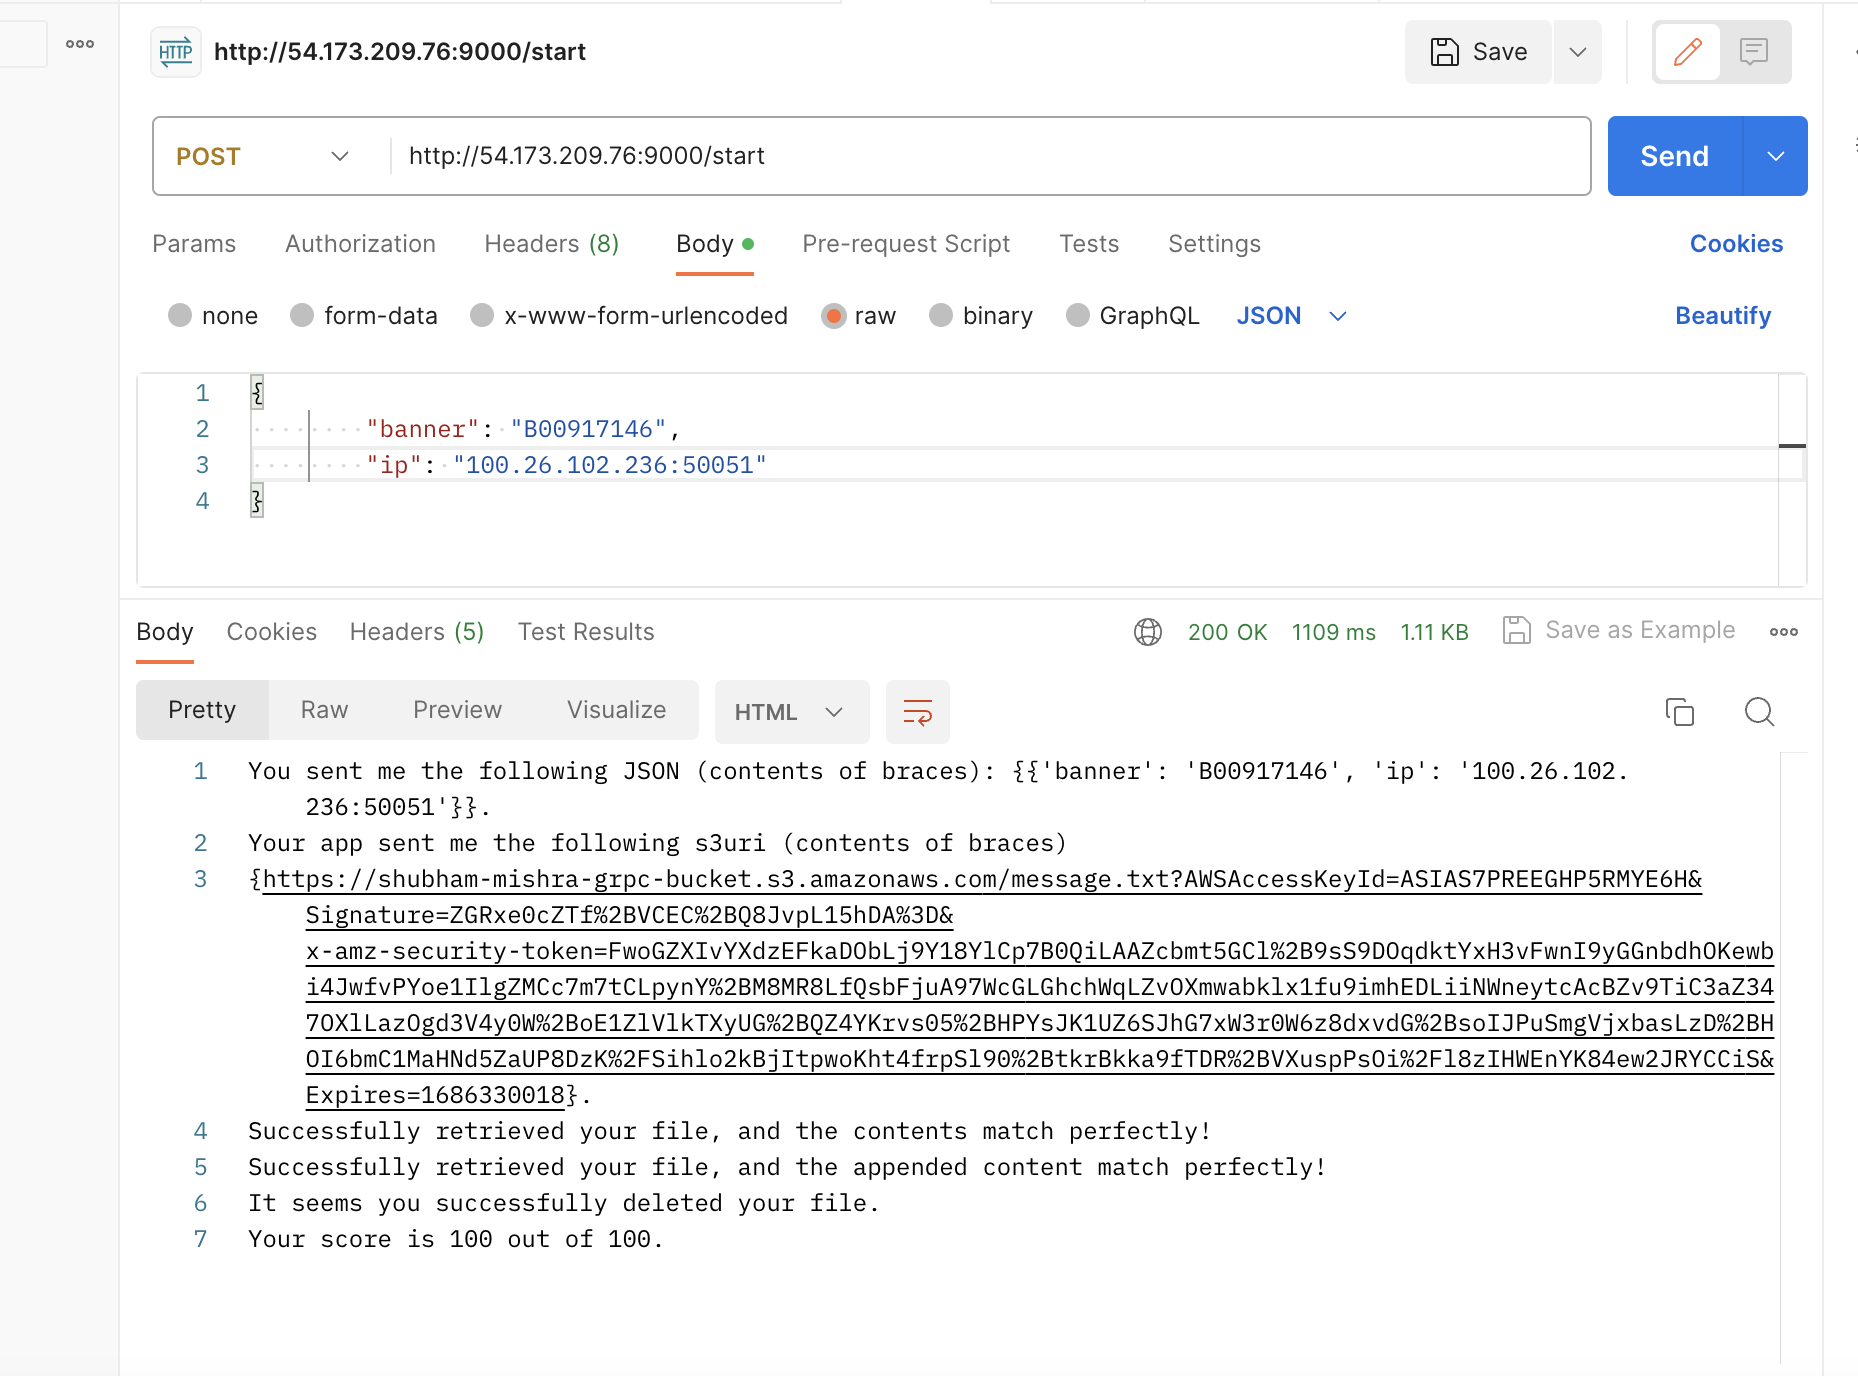 HTTP http://54.173.209.76:9000/start Save
POST http://54.173.209.76:9000/start Send
Params Authorization Headers (8) Body Pre-request Script Tests Settings Cookies
none form-data x-www-form-urlencoded raw binary GraphQL JSON Beautify
1 {
2 "banner": "B00917146",
3 "ip": "100.26.102.236:50051"
4 }
Body Cookies Headers (5) Test Results 200 OK 1109 ms 1.11 KB Save as Example
Pretty Raw Preview Visualize HTML
1 You sent me the following JSON (contents of braces): {{'banner': 'B00917146', 'ip': '100.26.102.
236:50051'}}.
2 Your app sent me the following s3uri (contents of braces)
3 {https://shubham-mishra-grpc-bucket.s3.amazonaws.com/message.txt?AWSAccessKeyId=ASIAS7PREEGHP5RMYE6H&
Signature=ZGRxe0cZTf%2BVCEC%2BQ8JvpL15hDA%3D&
x-amz-security-token=FwoGZXIvYXdzEFkaDObLj9Y18YlCp7B0QiLAAZcbmt5GCl%2B9sS9DOqdktYxH3vFwnI9yGGnbdhOKewb
i4JwfvPYoe1IlgZMCc7m7tCLpynY%2BM8MR8LfQsbFjuA97WcGLGhchWqLZvOXmwabklx1fu9imhEDLiiNWneytcAcBZv9TiC3aZ34
7OXlLazOgd3V4y0W%2BoE1ZlVlkTXyUG%2BQZ4YKrvs05%2BHPYsJK1UZ6SJhG7xW3r0W6z8dxvdG%2BsoIJPuSmgVjxbasLzD%2BH
OI6bmC1MaHNd5ZaUP8DzK%2FSihlo2kBjItpwoKht4frpSl90%2BtkrBkka9fTDR%2BVXuspPsOi%2Fl8zIHWEnYK84ew2JRYCCiS&
Expires=1686330018}.
4 Successfully retrieved your file, and the contents match perfectly!
5 Successfully retrieved your file, and the appended content match perfectly!
6 It seems you successfully deleted your file.
7 Your score is 100 out of 100.